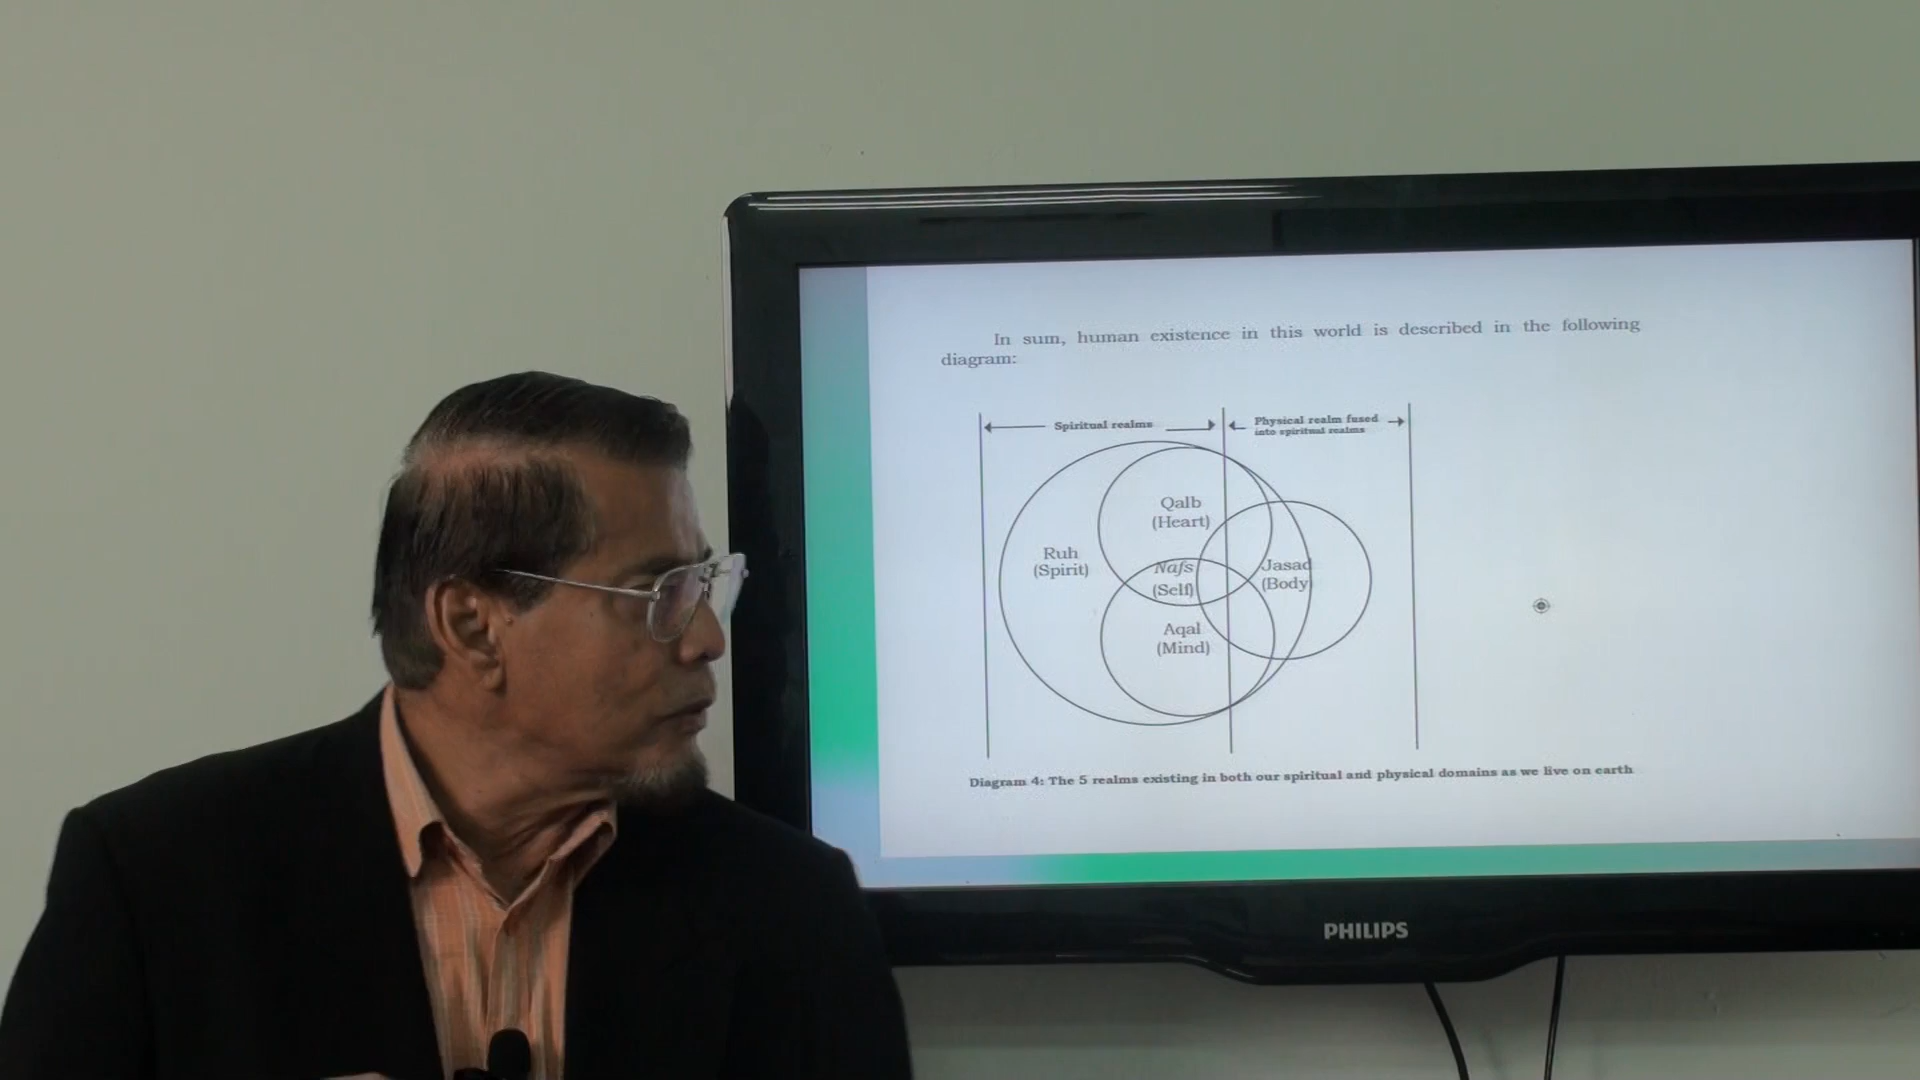 In sum, human existence in this world is described in the following
diagram:
Spiritual realms
Physical realm fused
into spiritual realms
Qalb
(Heart)
Ruh
(Spirit)
Nafs
(Self)
Jasad
(Body)
Aqal
(Mind)
Diagram 4: The 5 realms existing in both our spiritual and physical domains as we live on earth
PHILIPS